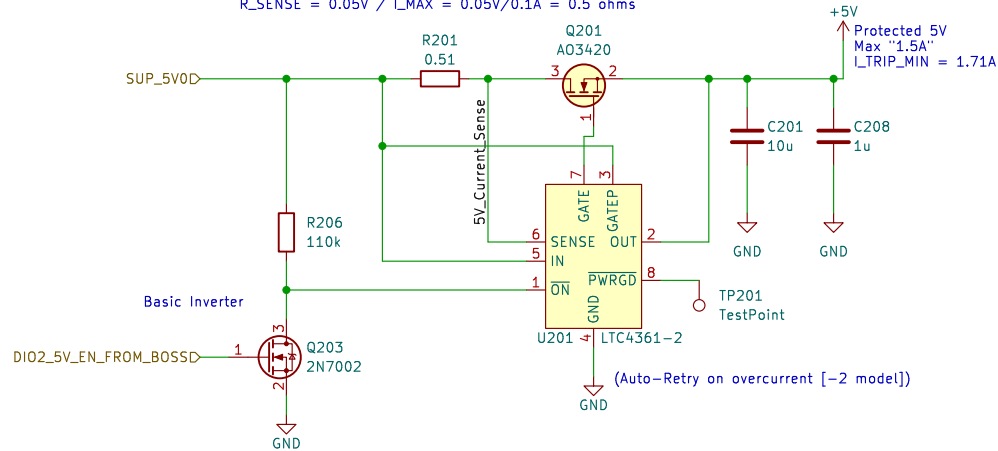 R_SENSE = 0.05V / I_MAX = 0.05V/0.1A = 0.5 ohms
+5V
Protected 5V
Max "1.5A"
I_TRIP_MIN = 1.71A
Q201
AO3420
R201
0.51
SUP_5V0
3
2
1
5V_Current_Sense
C201
10u
C208
1u
7
3
GATE
GATEP
R206
110k
GND
GND
6
SENSE
OUT
2
5
IN
PWRGD
8
1
ON
GND
TP201
TestPoint
Basic Inverter
3
U201
4
LTC4361-2
DIO2_5V_EN_FROM_BOSS
1
Q203
2N7002
2
(Auto-Retry on overcurrent [-2 model])
GND
GND